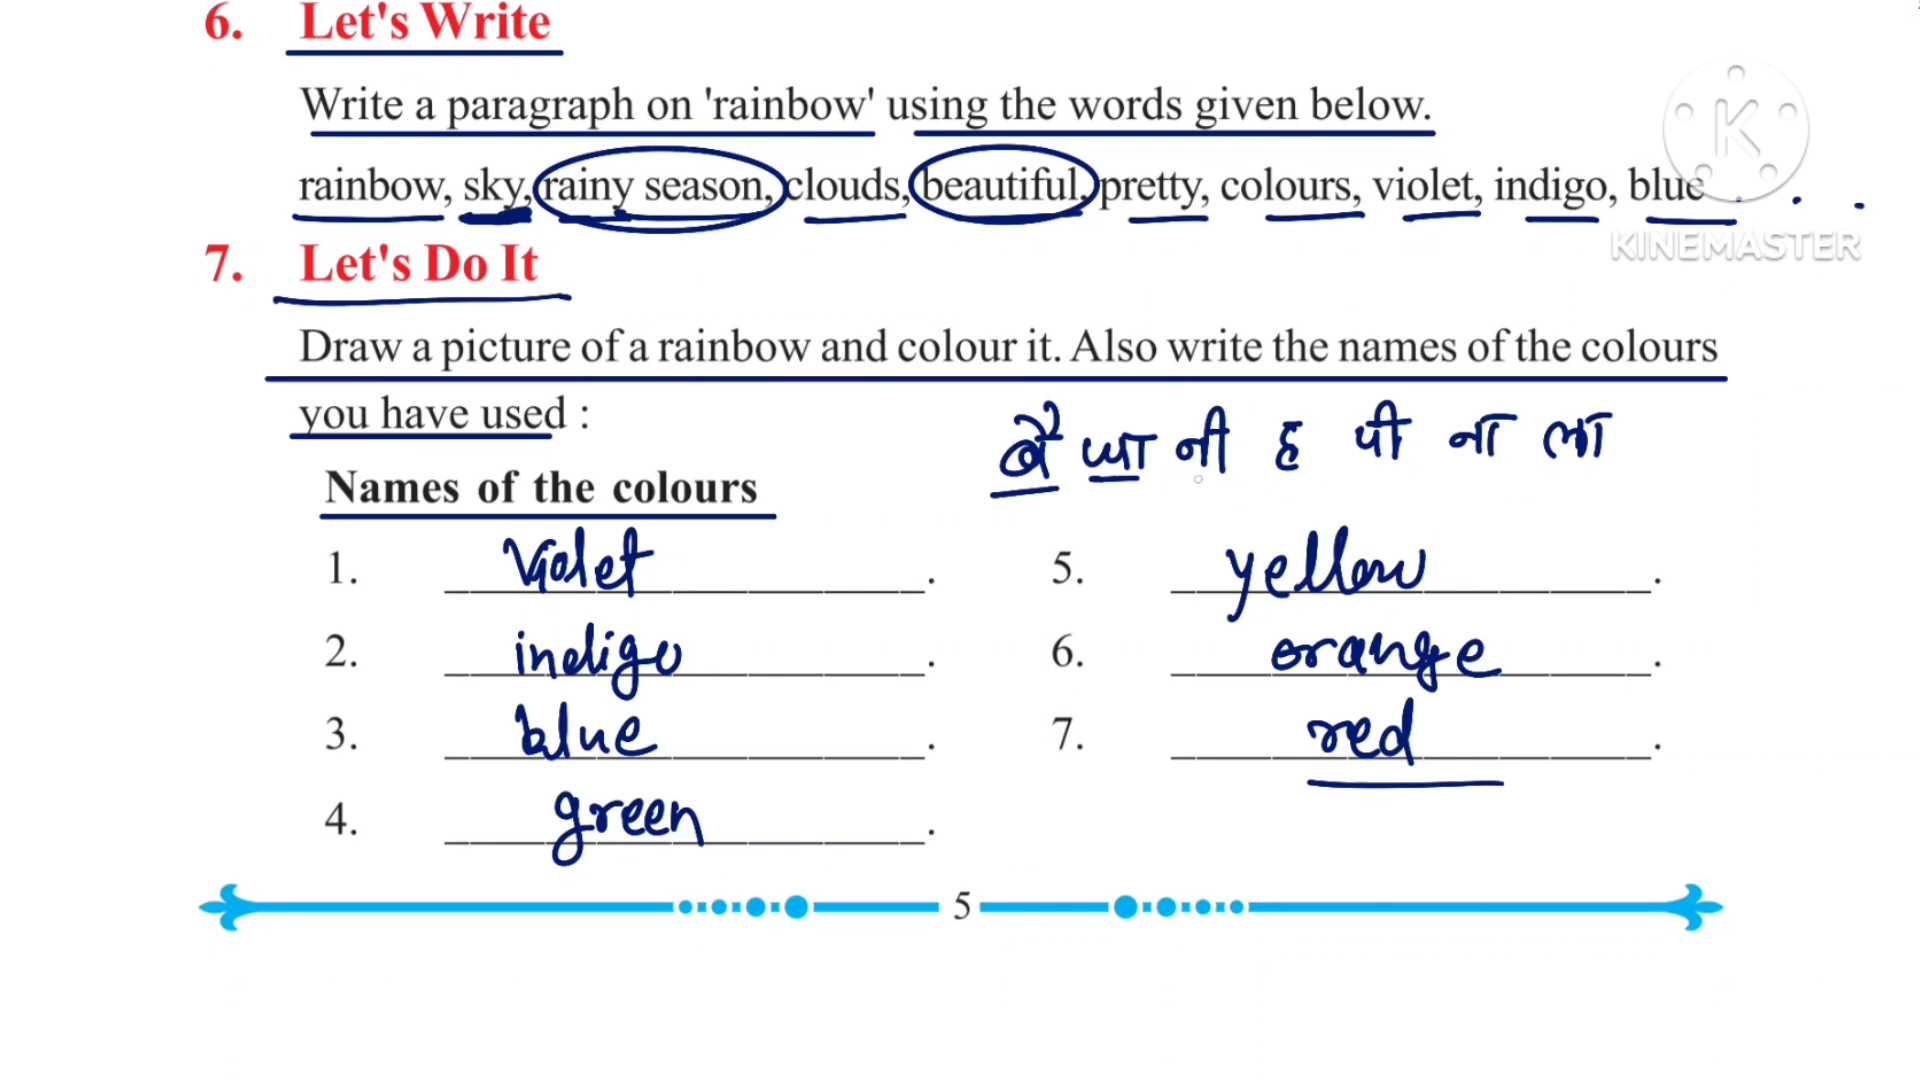 6. Let's Write
Write a paragraph on 'rainbow' using the words given below.
rainbow, sky, rainy season, clouds, beautiful, pretty, colours, violet, indigo, blue . . .
K
KINEMASTER
7. Let's Do It
Draw a picture of a rainbow and colour it. Also write the names of the colours
you have used :
बैं या नी ह पी ना ला
Names of the colours
1. Violet. 5. yellow.
2. indigo. 6. orange.
3. blue. 7. red.
4. green.
5